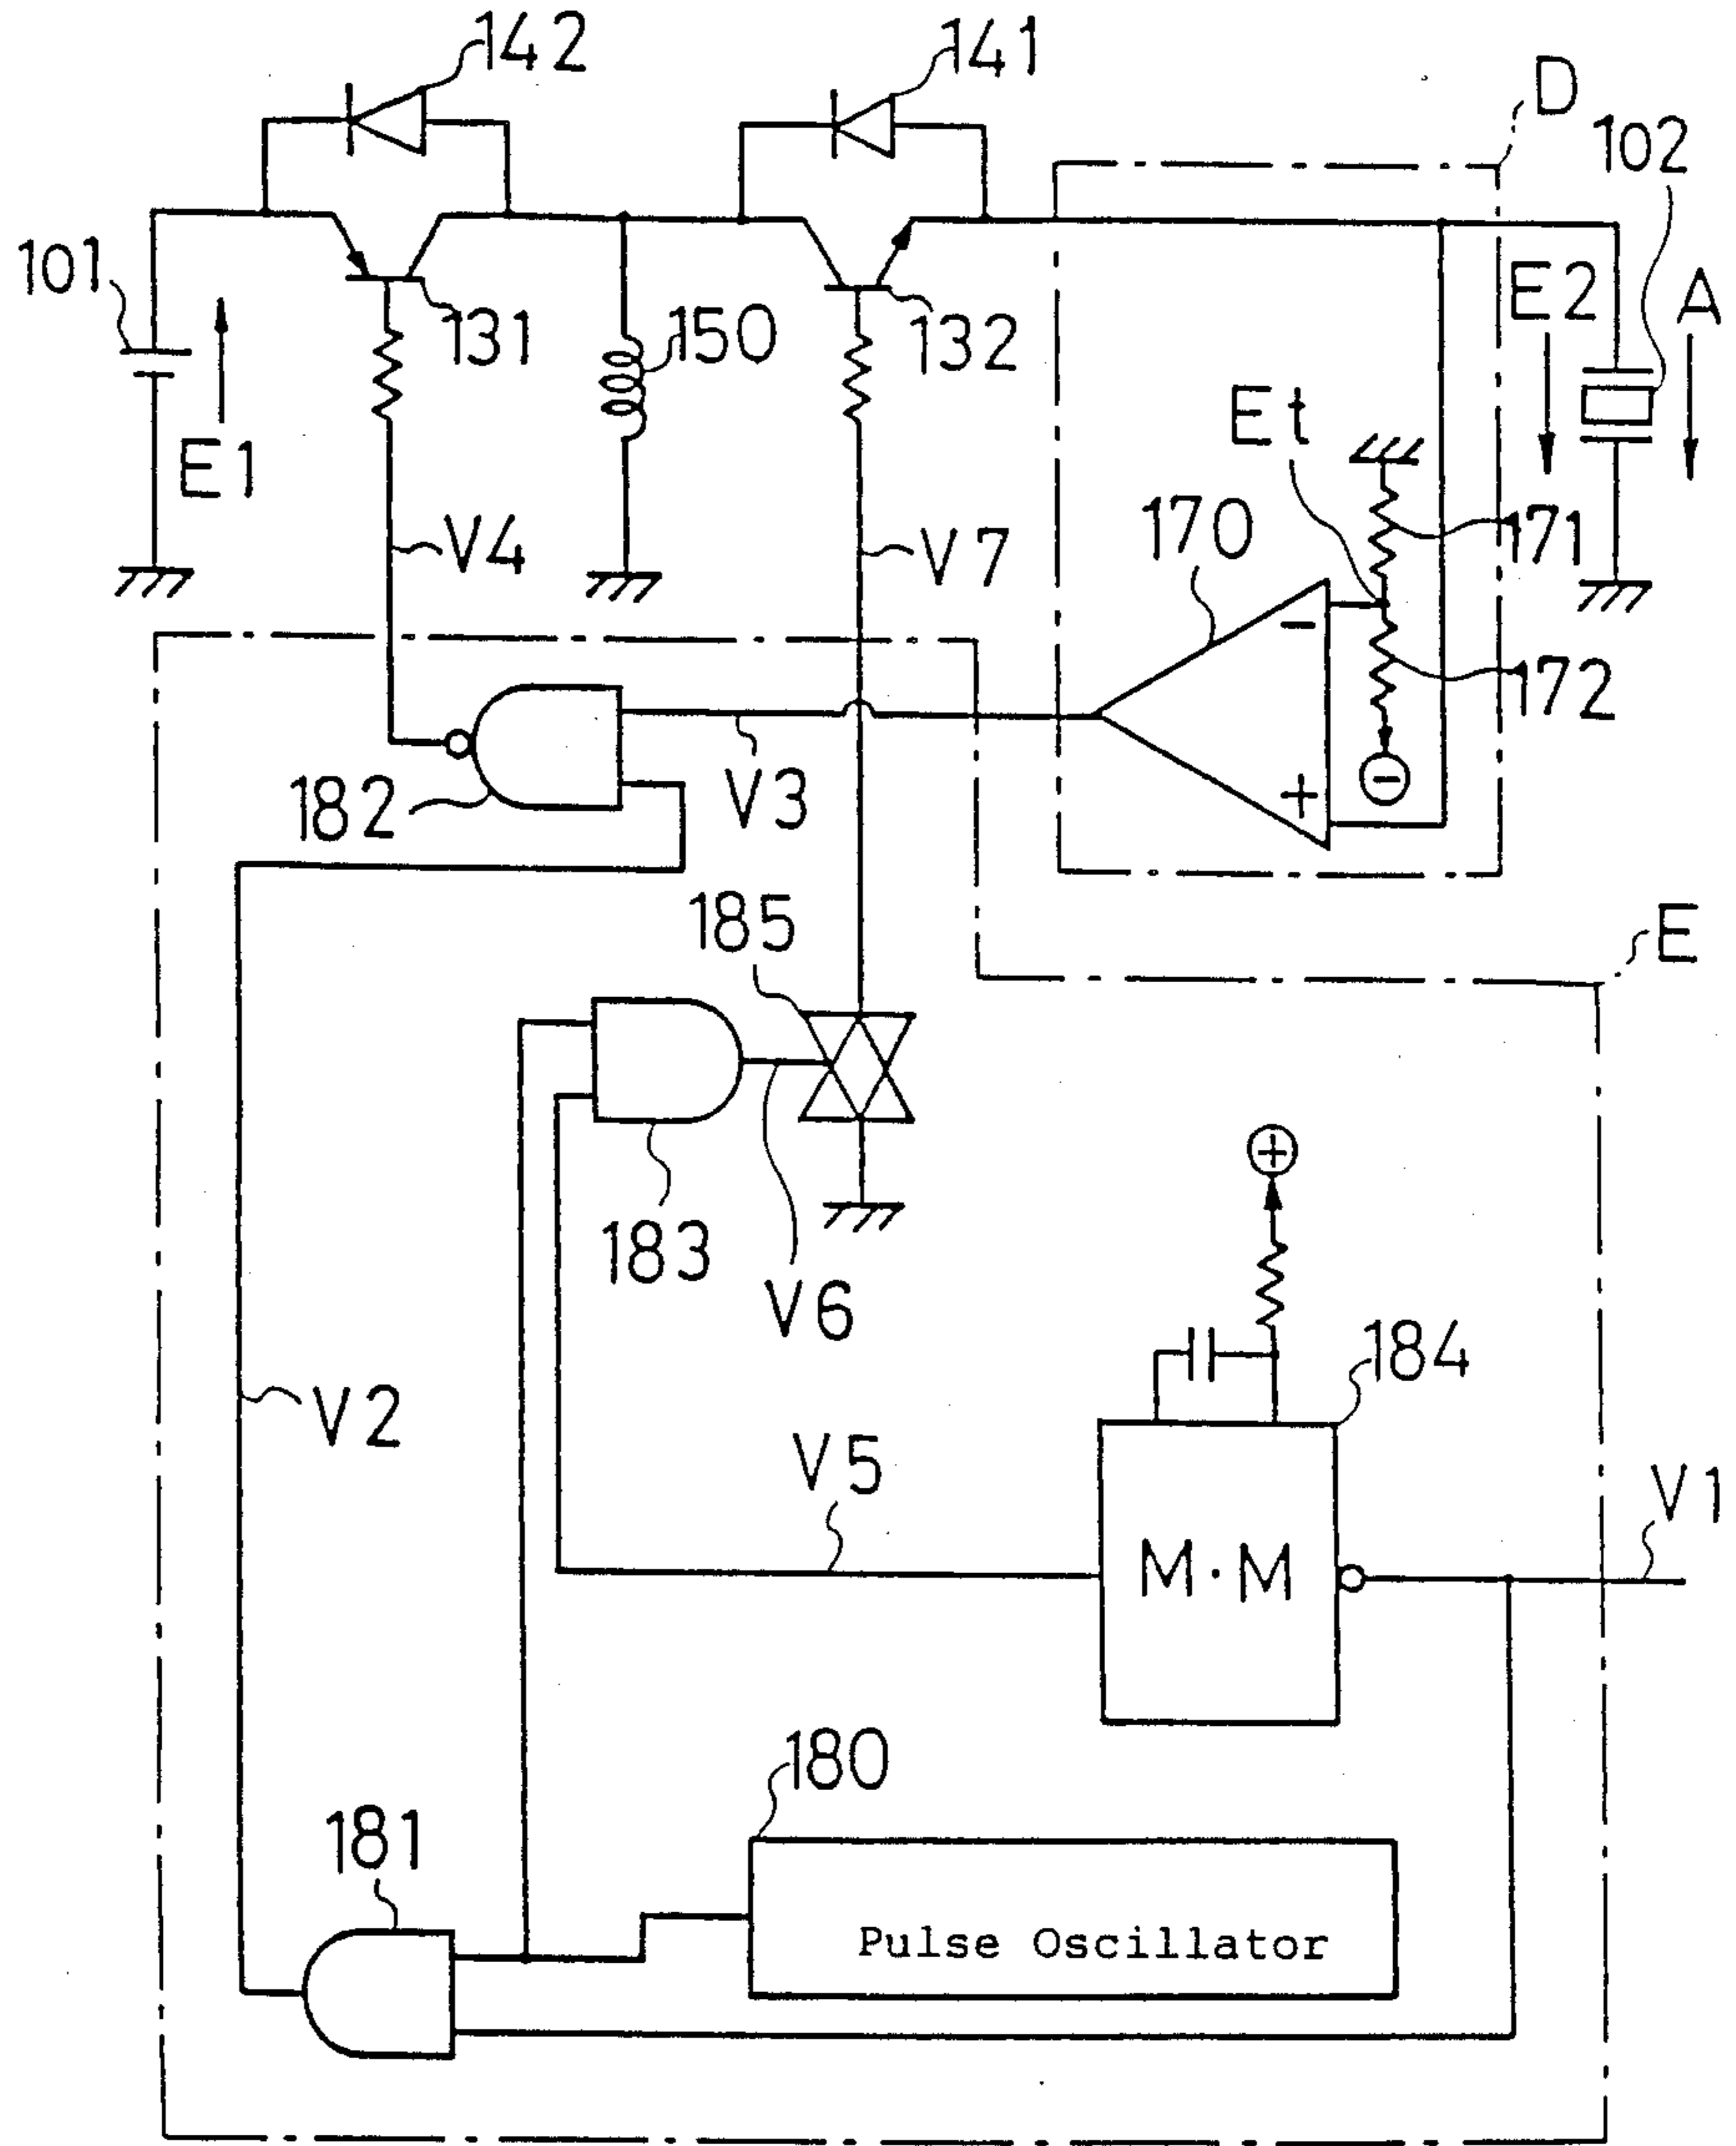 142
141
D
102
101
131
150
132
E2
A
E1
Et
V4
V7
170
171
-
172
182
V3
+
-
185
E
183
+
V6
184
V2
V5
V1
M·M
180
181
Pulse Oscillator